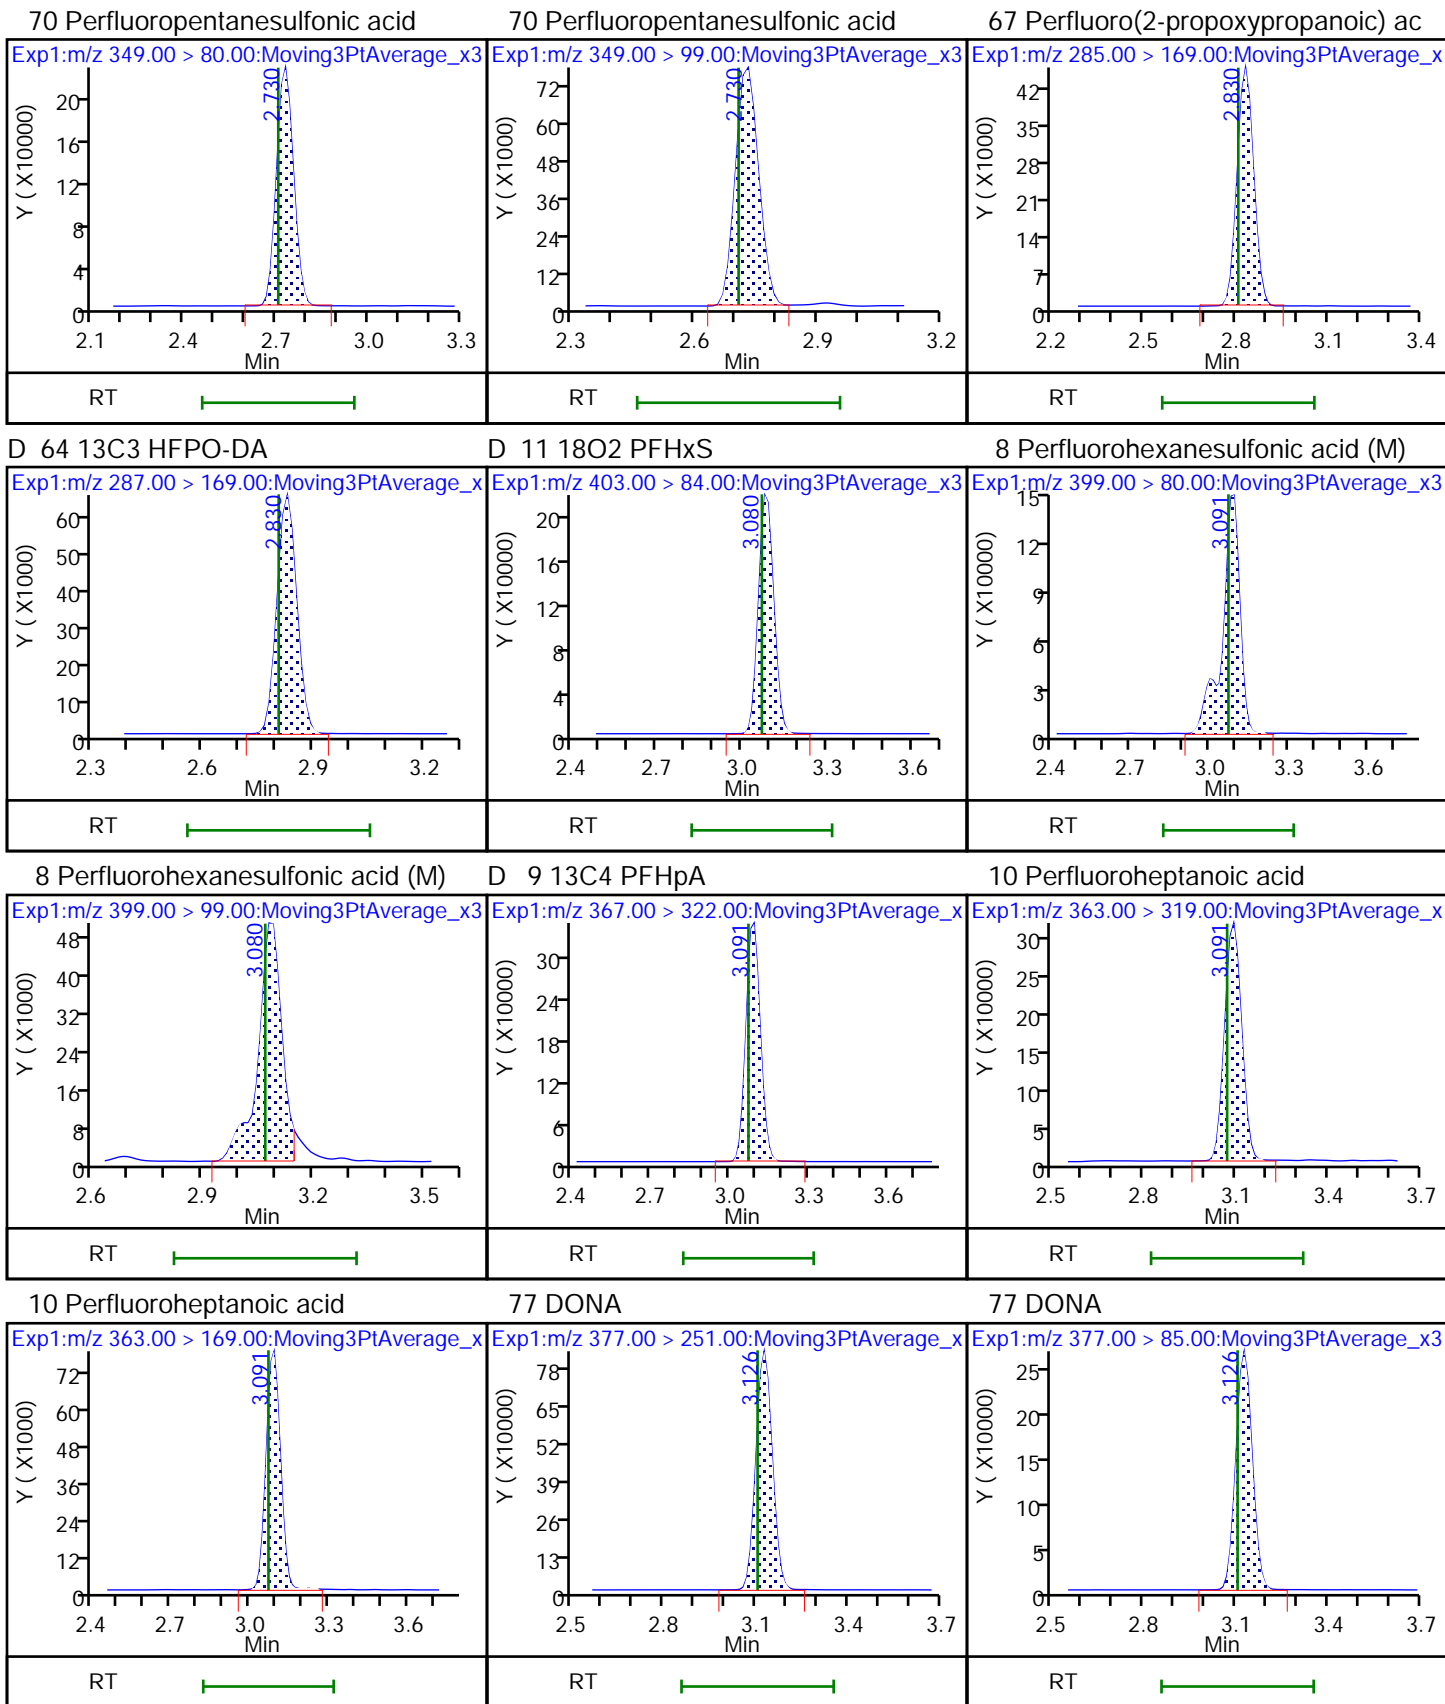 70 Perfluoropentanesulfonic acid
Exp1:m/z 349.00 > 80.00:Moving3PtAverage_x3
2.730
Y ( X10000)
20
16
12
8
4
0
2.1 2.4 2.7 3.0 3.3
Min
RT
70 Perfluoropentanesulfonic acid
Exp1:m/z 349.00 > 99.00:Moving3PtAverage_x3
2.730
Y ( X1000)
72
60
48
36
24
12
0
2.3 2.6 2.9 3.2
Min
RT
67 Perfluoro(2-propoxypropanoic) ac
Exp1:m/z 285.00 > 169.00:Moving3PtAverage_x
2.830
Y ( X1000)
42
35
28
21
14
7
0
2.2 2.5 2.8 3.1 3.4
Min
RT
D 64 13C3 HFPO-DA
Exp1:m/z 287.00 > 169.00:Moving3PtAverage_x
2.830
Y ( X1000)
60
50
40
30
20
10
0
2.3 2.6 2.9 3.2
Min
RT
D 11 18O2 PFHxS
Exp1:m/z 403.00 > 84.00:Moving3PtAverage_x3
3.080
Y ( X10000)
20
16
12
8
4
0
2.4 2.7 3.0 3.3 3.6
Min
RT
8 Perfluorohexanesulfonic acid (M)
Exp1:m/z 399.00 > 80.00:Moving3PtAverage_x3
3.091
Y ( X10000)
15
12
9
6
3
0
2.4 2.7 3.0 3.3 3.6
Min
RT
8 Perfluorohexanesulfonic acid (M)
Exp1:m/z 399.00 > 99.00:Moving3PtAverage_x3
3.080
Y ( X1000)
48
40
32
24
16
8
0
2.6 2.9 3.2 3.5
Min
RT
D 9 13C4 PFHpA
Exp1:m/z 367.00 > 322.00:Moving3PtAverage_x
3.091
Y ( X10000)
30
24
18
12
6
0
2.4 2.7 3.0 3.3 3.6
Min
RT
10 Perfluoroheptanoic acid
Exp1:m/z 363.00 > 319.00:Moving3PtAverage_x
3.091
Y ( X10000)
30
25
20
15
10
5
0
2.5 2.8 3.1 3.4 3.7
Min
RT
10 Perfluoroheptanoic acid
Exp1:m/z 363.00 > 169.00:Moving3PtAverage_x
3.091
Y ( X1000)
72
60
48
36
24
12
0
2.4 2.7 3.0 3.3 3.6
Min
RT
77 DONA
Exp1:m/z 377.00 > 251.00:Moving3PtAverage_x
3.126
Y ( X10000)
78
65
52
39
26
13
0
2.5 2.8 3.1 3.4 3.7
Min
RT
77 DONA
Exp1:m/z 377.00 > 85.00:Moving3PtAverage_x3
3.126
Y ( X10000)
25
20
15
10
5
0
2.5 2.8 3.1 3.4 3.7
Min
RT